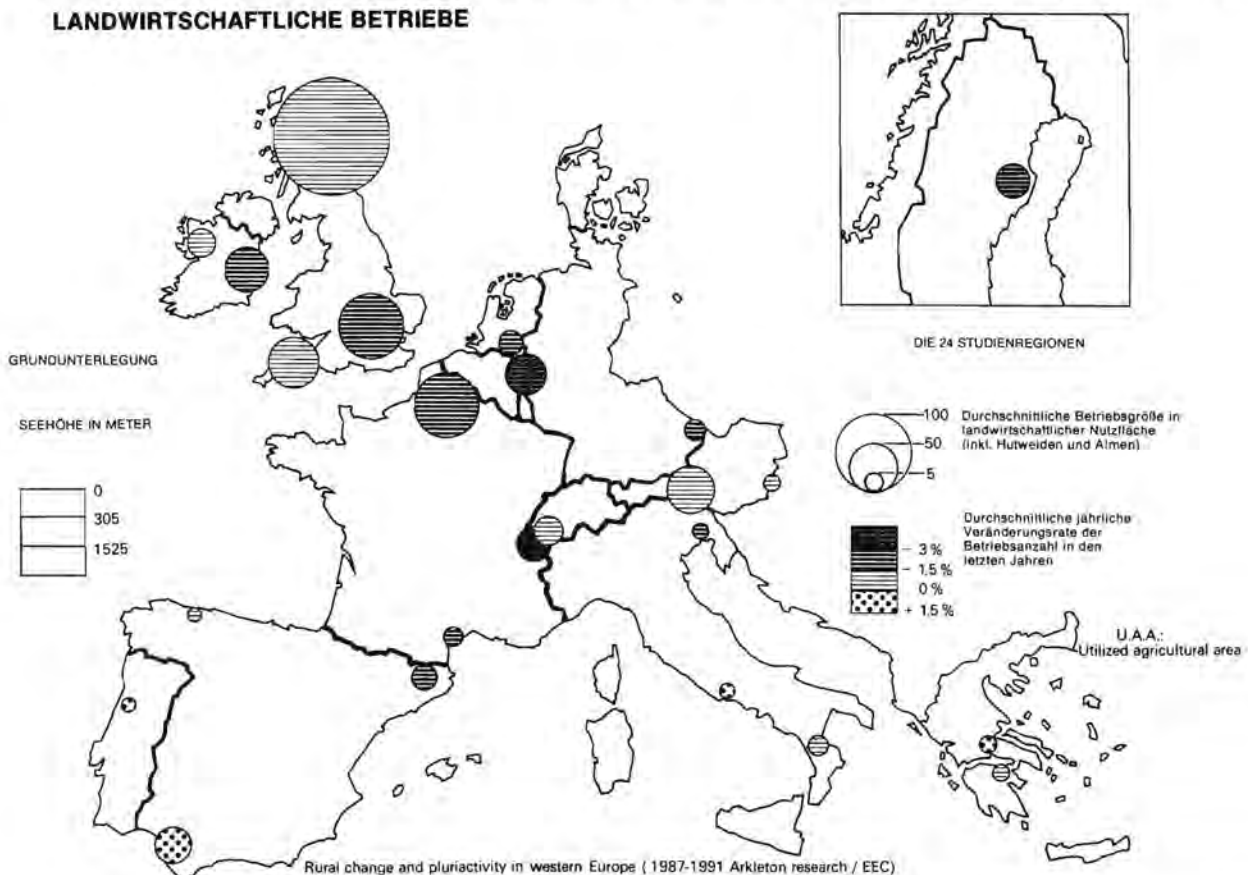 LANDWIRTSCHAFTLICHE BETRIEBE
GRUNDUNTERLEGUNG
SEEHÖHE IN METER
0
305
1525
DIE 24 STUDIENREGIONEN
100
50
5
Durchschnittliche Betriebsgröße in
landwirtschaftlicher Nutzfläche
(inkl. Hutweiden und Almen)
Durchschnittliche jährliche
Veränderungsrate der
Betriebsanzahl in den
letzten Jahren
- 3 %
- 1.5 %
0 %
+ 1.5 %
U.A.A.:
Utilized agricultural area
Rural change and pluriactivity in western Europe ( 1987-1991 Arkleton research / EEC)